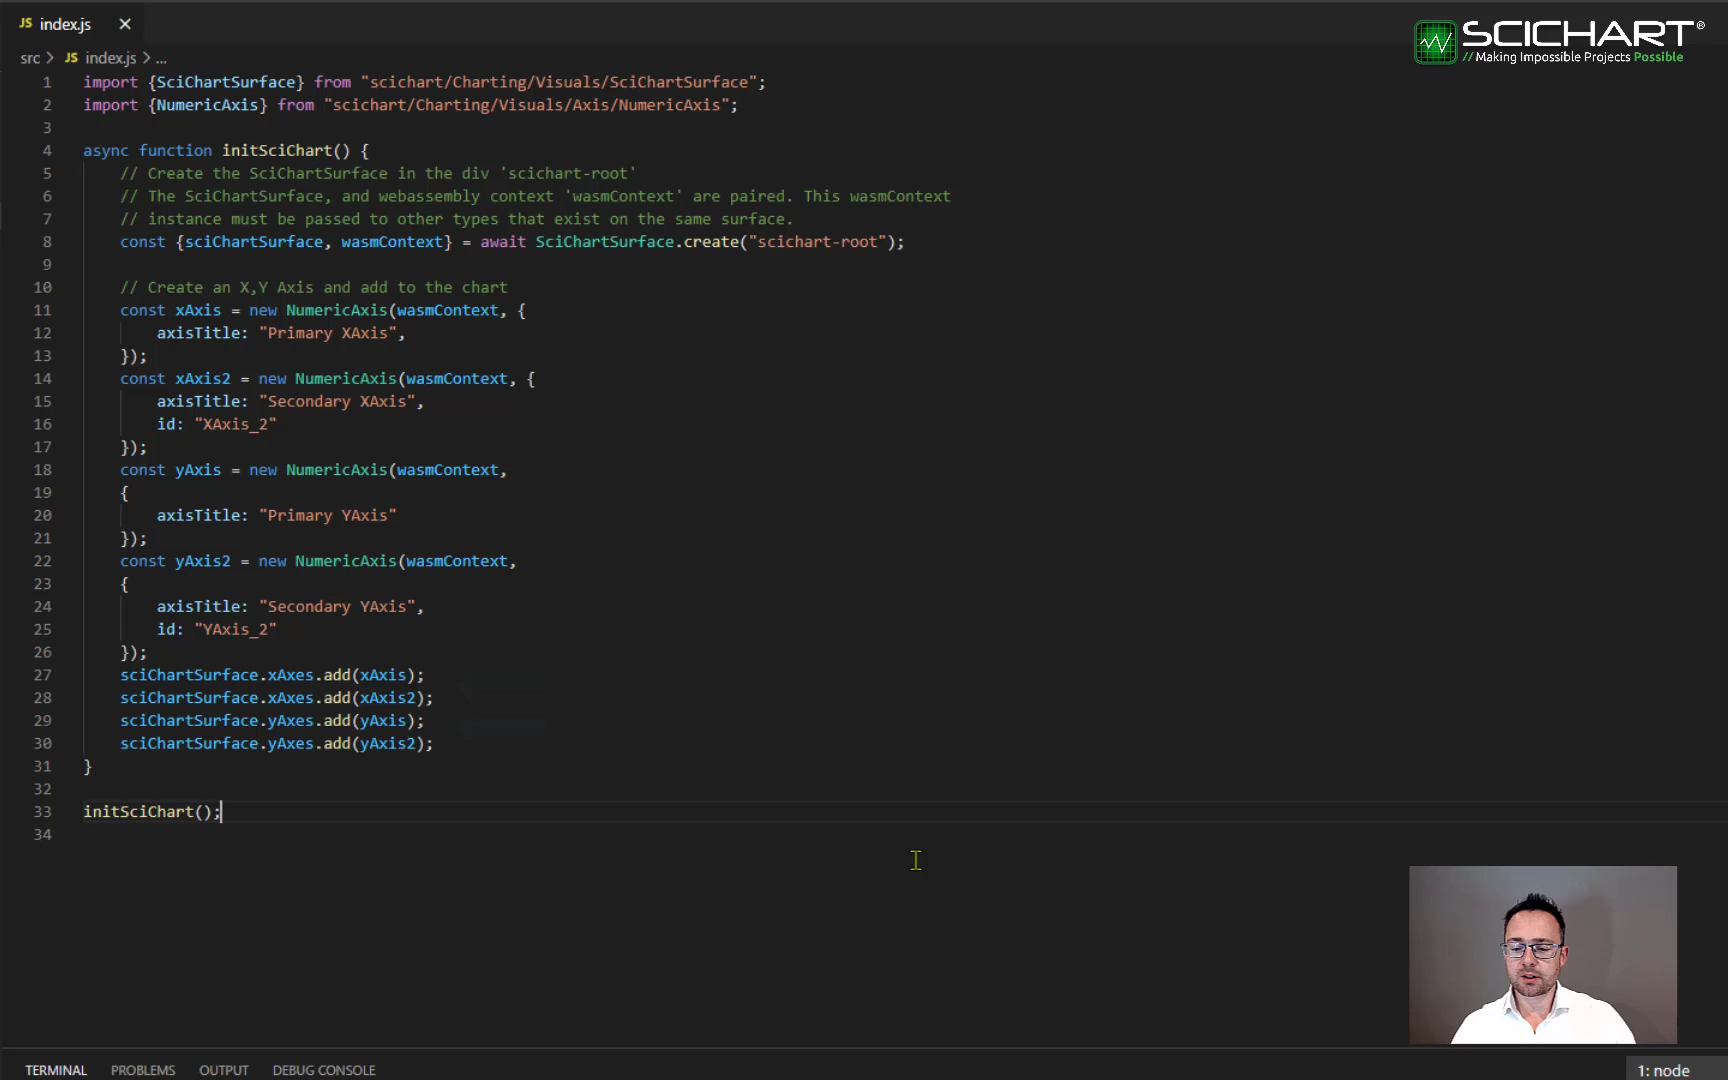 JS index.js ×
SCICHART®
// Making Impossible Projects Possible
src > JS index.js > ...
1 import {SciChartSurface} from "scichart/Charting/Visuals/SciChartSurface";
2 import {NumericAxis} from "scichart/Charting/Visuals/Axis/NumericAxis";
3
4 async function initSciChart() {
5 // Create the SciChartSurface in the div 'scichart-root'
6 // The SciChartSurface, and webassembly context 'wasmContext' are paired. This wasmContext
7 // instance must be passed to other types that exist on the same surface.
8 const {sciChartSurface, wasmContext} = await SciChartSurface.create("scichart-root");
9
10 // Create an X,Y Axis and add to the chart
11 const xAxis = new NumericAxis(wasmContext, {
12 axisTitle: "Primary XAxis",
13 });
14 const xAxis2 = new NumericAxis(wasmContext, {
15 axisTitle: "Secondary XAxis",
16 id: "XAxis_2"
17 });
18 const yAxis = new NumericAxis(wasmContext,
19 {
20 axisTitle: "Primary YAxis"
21 });
22 const yAxis2 = new NumericAxis(wasmContext,
23 {
24 axisTitle: "Secondary YAxis",
25 id: "YAxis_2"
26 });
27 sciChartSurface.xAxes.add(xAxis);
28 sciChartSurface.xAxes.add(xAxis2);
29 sciChartSurface.yAxes.add(yAxis);
30 sciChartSurface.yAxes.add(yAxis2);
31 }
32
33 initSciChart();
34
TERMINAL PROBLEMS OUTPUT DEBUG CONSOLE 1: node